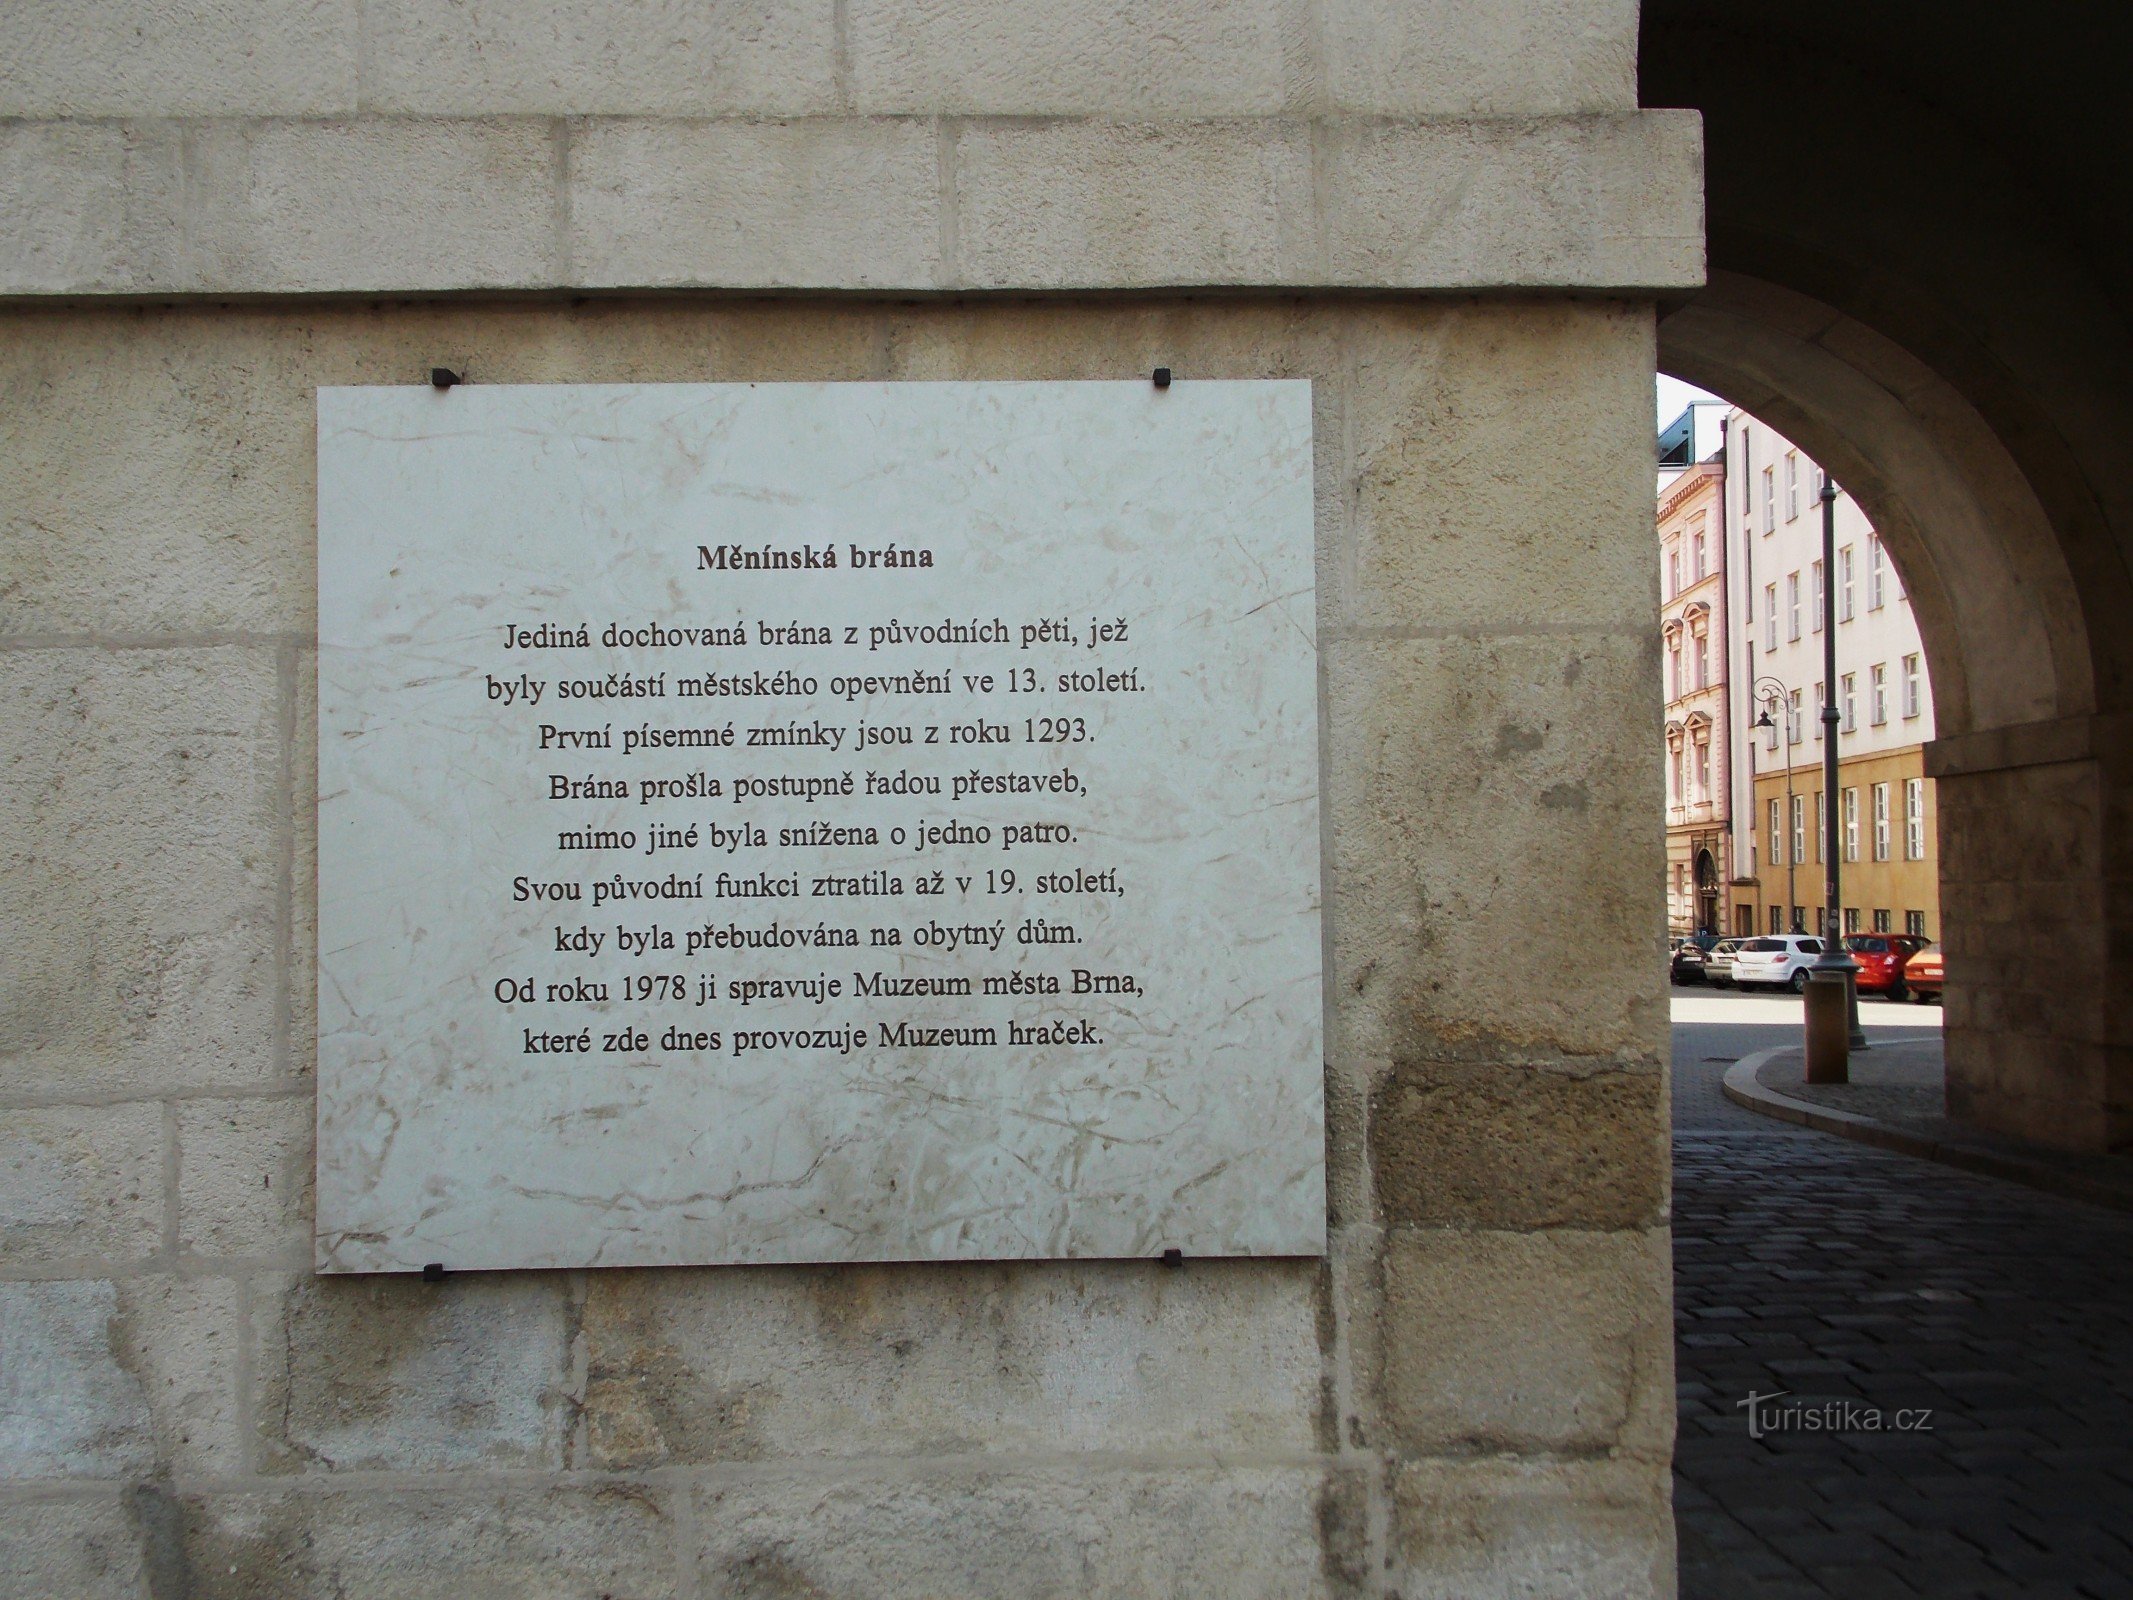 Měnínská brána
Jediná dochovaná brána z původních pěti, jež
byly součástí městského opevnění ve 13. století.
První písemné zmínky jsou z roku 1293.
Brána prošla postupně řadou přestaveb,
mimo jiné byla snížena o jedno patro.
Svou původní funkci ztratila až v 19. století,
kdy byla přebudována na obytný dům.
Od roku 1978 ji spravuje Muzeum města Brna,
které zde dnes provozuje Muzeum hraček.
Turistika.cz